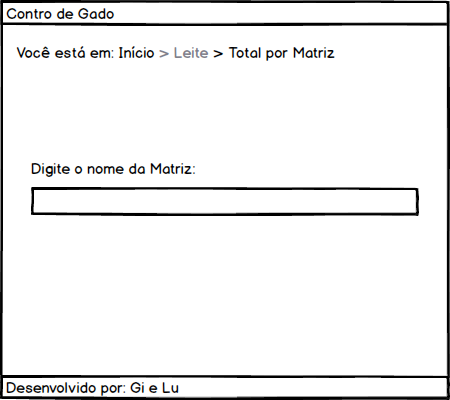 Contro de Gado
Você está em: Início > Leite > Total por Matriz
Digite o nome da Matriz:
Desenvolvido por: Gi e Lu